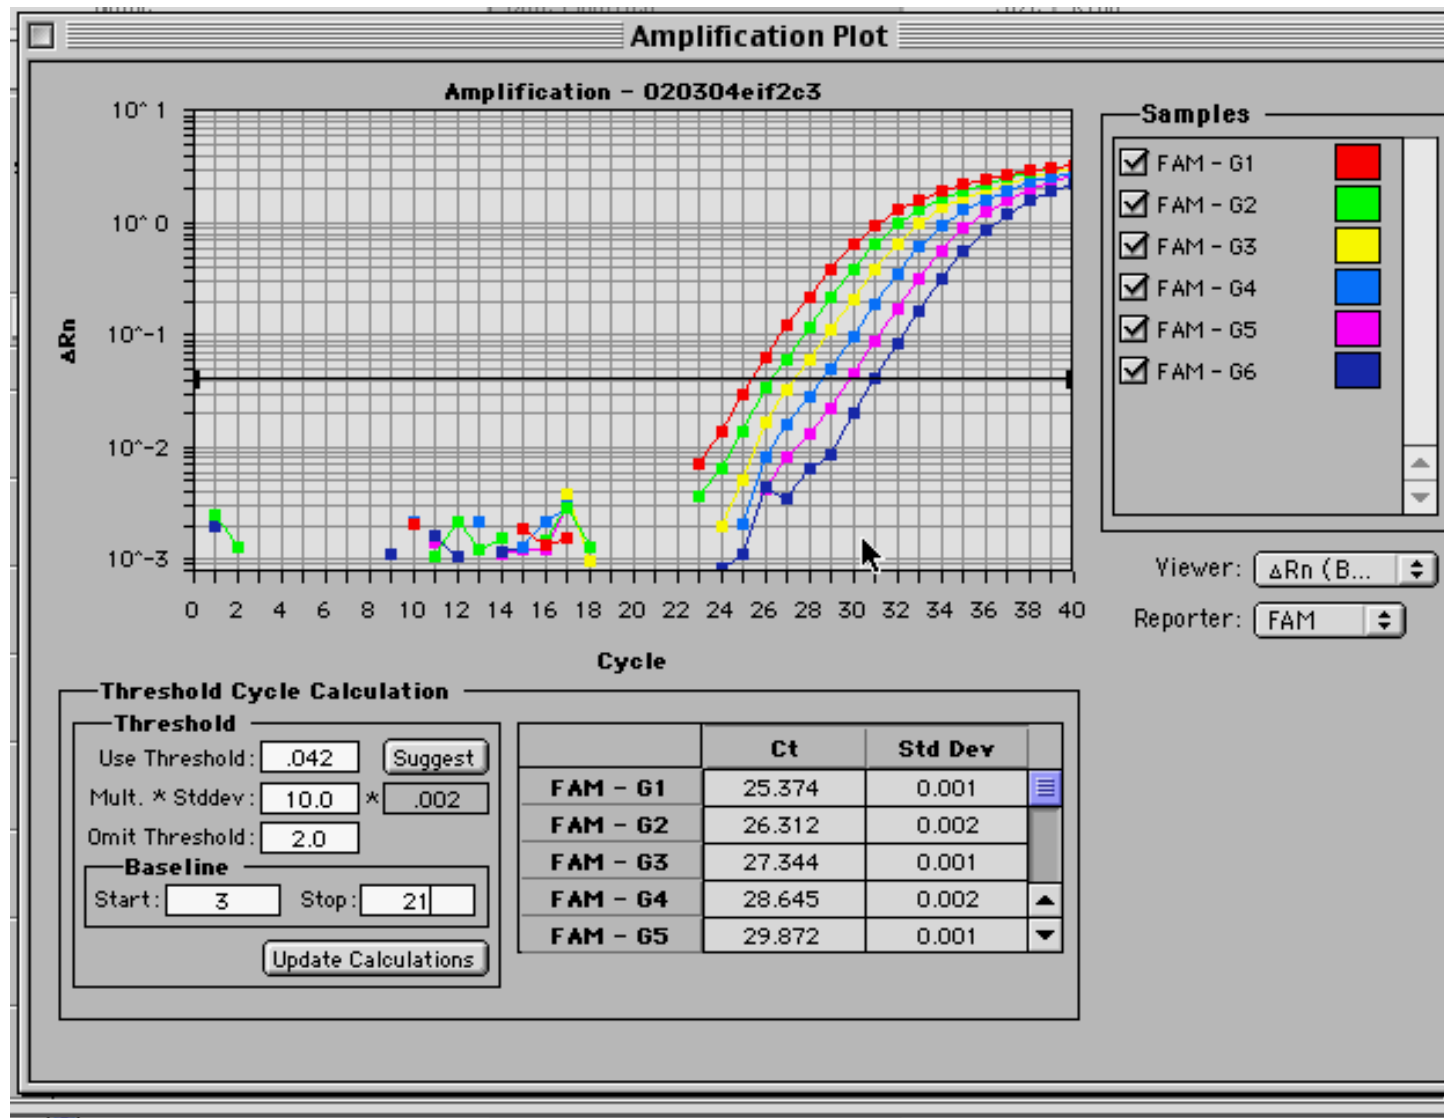 Amplification Plot
Amplification - 020304eif2c3
10^ 1
10^ 0
10^-1
10^-2
10^-3
ΔRn
0 2 4 6 8 10 12 14 16 18 20 22 24 26 28 30 32 34 36 38 40
Cycle
Samples
FAM - G1
FAM - G2
FAM - G3
FAM - G4
FAM - G5
FAM - G6
Viewer: ΔRn (B...
Reporter: FAM
Threshold Cycle Calculation
Threshold
Use Threshold: .042 Suggest
Mult. * Stddev: 10.0 * .002
Omit Threshold: 2.0
Baseline
Start: 3 Stop: 21
Update Calculations
Ct Std Dev
FAM - G1 25.374 0.001
FAM - G2 26.312 0.002
FAM - G3 27.344 0.001
FAM - G4 28.645 0.002
FAM - G5 29.872 0.001